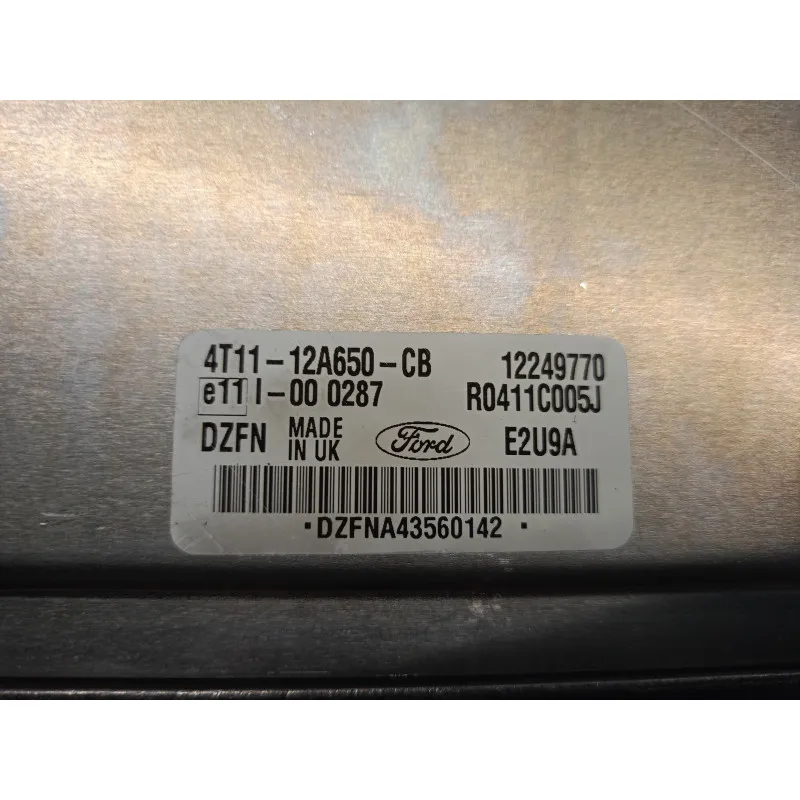 4T11-12A650-CB 12249770
e11 I-00 0287 R0411C005J
DZFN MADE IN UK Ford E2U9A
•DZFNA43560142•